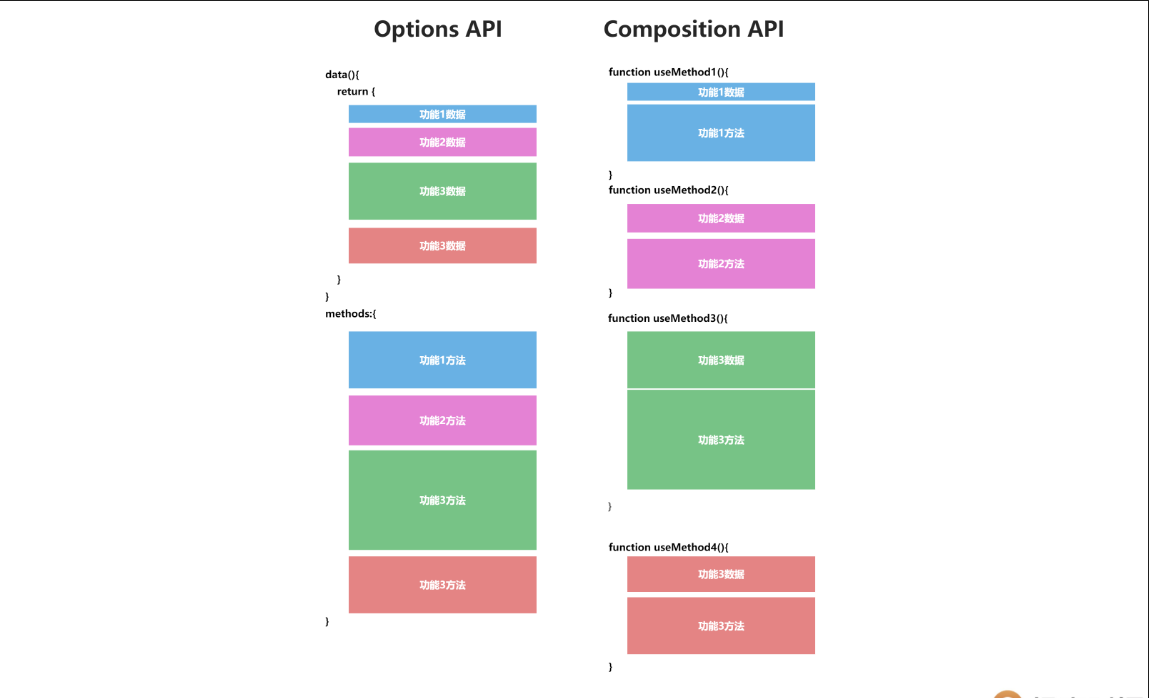 Options API
data(){
return {
功能1数据
功能2数据
功能3数据
功能3数据
}
}
methods:{
功能1方法
功能2方法
功能3方法
功能3方法
}
Composition API
function useMethod1(){
功能1数据
功能1方法
}
function useMethod2(){
功能2数据
功能2方法
}
function useMethod3(){
功能3数据
功能3方法
}
function useMethod4(){
功能3数据
功能3方法
}